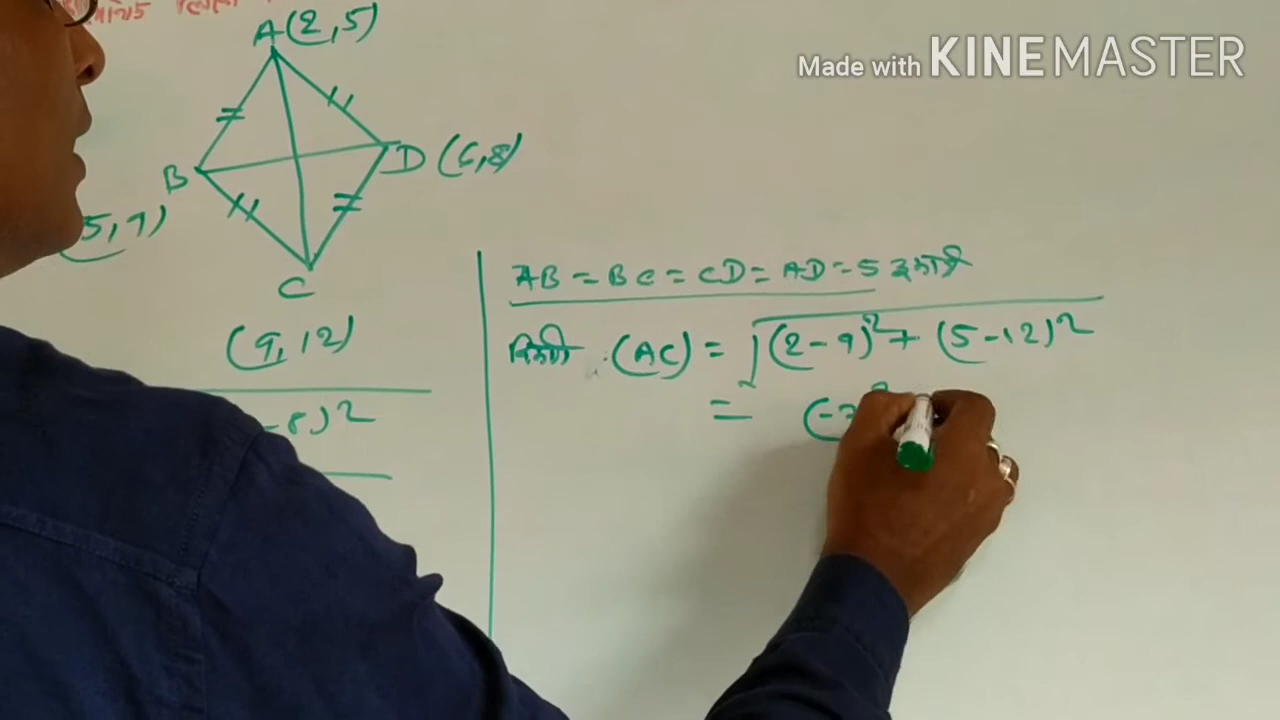 Made with KINEMASTER
A(2,5)
B
D (6,8)
5,9)
C
(9,12)
-8)²
AB = BC = CD = AD = 5
(AC) = √(2-9)² + (5-12)²
= (-7